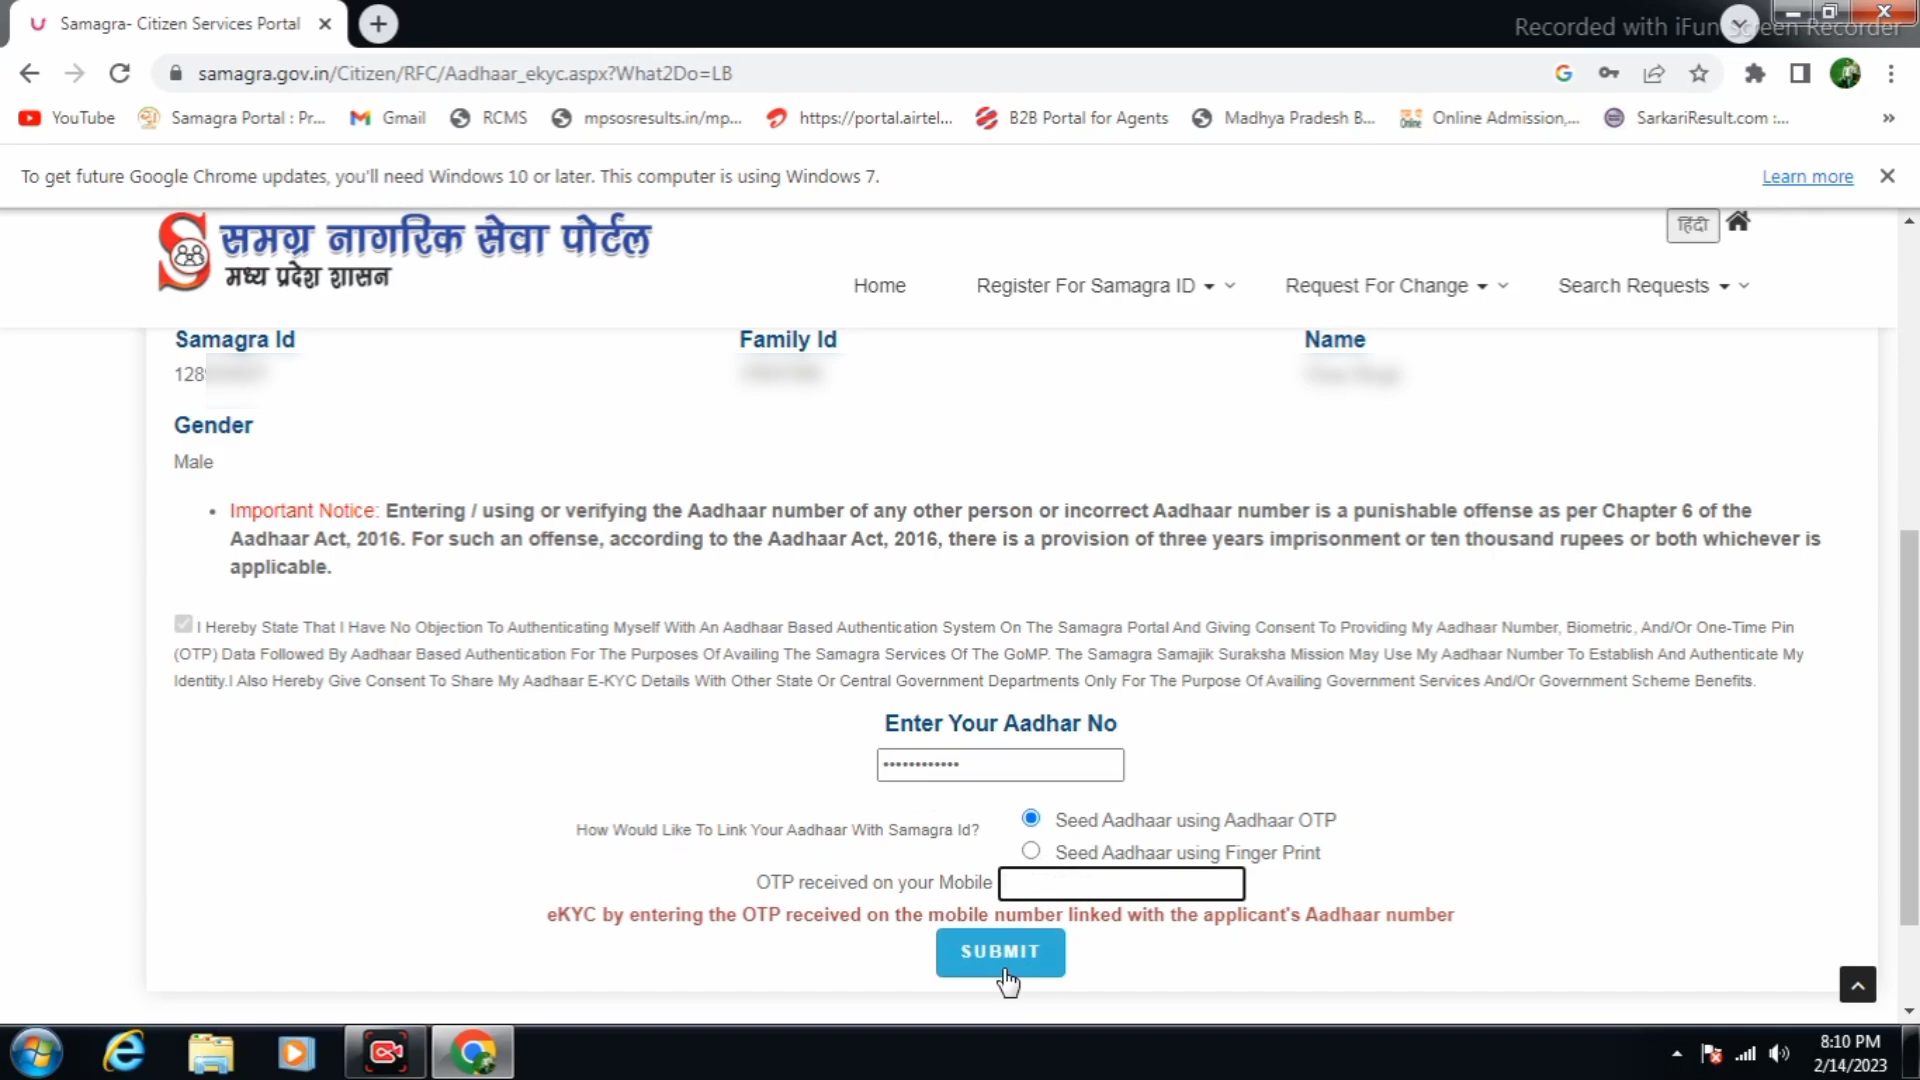 Samagra- Citizen Services Portal
Recorded with iFun Screen Recorder
samagra.gov.in/Citizen/RFC/Aadhaar_ekyc.aspx?What2Do=LB
YouTube Samagra Portal : Pr... Gmail RCMS mpsosresults.in/mp... https://portal.airtel... B2B Portal for Agents Madhya Pradesh B... Online Admission,... SarkariResult.com :... »
To get future Google Chrome updates, you'll need Windows 10 or later. This computer is using Windows 7. Learn more
समग्र नागरिक सेवा पोर्टल
मध्य प्रदेश शासन
हिंदी
Home Register For Samagra ID Request For Change Search Requests
Samagra Id Family Id Name
128
Gender
Male
• Important Notice: Entering / using or verifying the Aadhaar number of any other person or incorrect Aadhaar number is a punishable offense as per Chapter 6 of the
Aadhaar Act, 2016. For such an offense, according to the Aadhaar Act, 2016, there is a provision of three years imprisonment or ten thousand rupees or both whichever is
applicable.
I Hereby State That I Have No Objection To Authenticating Myself With An Aadhaar Based Authentication System On The Samagra Portal And Giving Consent To Providing My Aadhaar Number, Biometric, And/Or One-Time Pin
(OTP) Data Followed By Aadhaar Based Authentication For The Purposes Of Availing The Samagra Services Of The GoMP. The Samagra Samajik Suraksha Mission May Use My Aadhaar Number To Establish And Authenticate My
Identity.I Also Hereby Give Consent To Share My Aadhaar E-KYC Details With Other State Or Central Government Departments Only For The Purpose Of Availing Government Services And/Or Government Scheme Benefits.
Enter Your Aadhar No
••••••••••••
How Would Like To Link Your Aadhaar With Samagra Id?
Seed Aadhaar using Aadhaar OTP
Seed Aadhaar using Finger Print
OTP received on your Mobile
eKYC by entering the OTP received on the mobile number linked with the applicant's Aadhaar number
SUBMIT
8:10 PM
2/14/2023